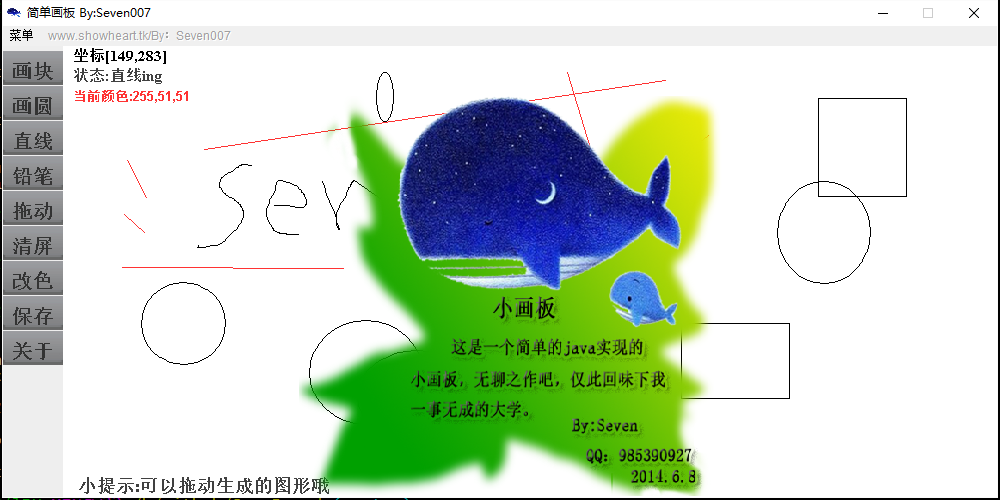 简单画板 By:Seven007
菜单 www.showheart.tk/By：Seven007
坐标[149,283]
状态:直线ing
当前颜色:255,51,51
画块
画圆
直线
铅笔
拖动
清屏
改色
保存
关于
Seven
小画板
这是一个简单的java实现的
小画板，无聊之作吧，仅此回味下我
一事无成的大学。
By:Seven
QQ：985390927
2014.6.8
小提示:可以拖动生成的图形哦